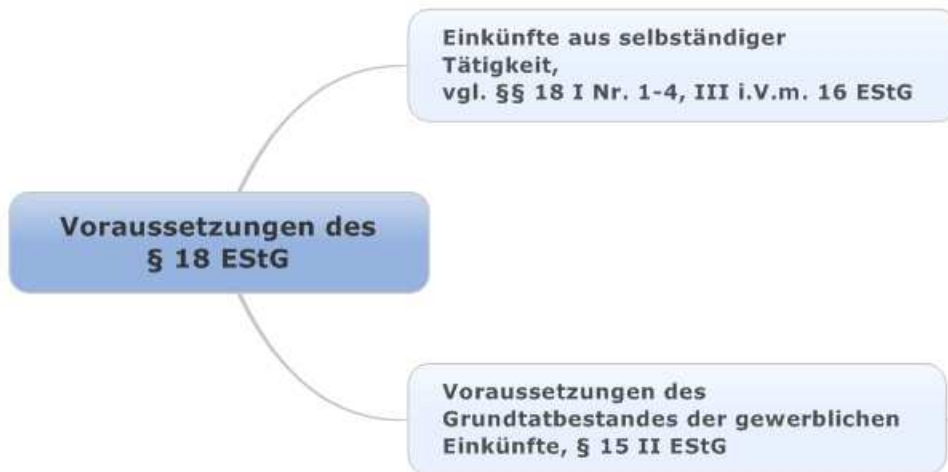 Einkünfte aus selbständiger
Tätigkeit,
vgl. §§ 18 I Nr. 1-4, III i.V.m. 16 EStG
Voraussetzungen des
§ 18 EStG
Voraussetzungen des
Grundtatbestandes der gewerblichen
Einkünfte, § 15 II EStG